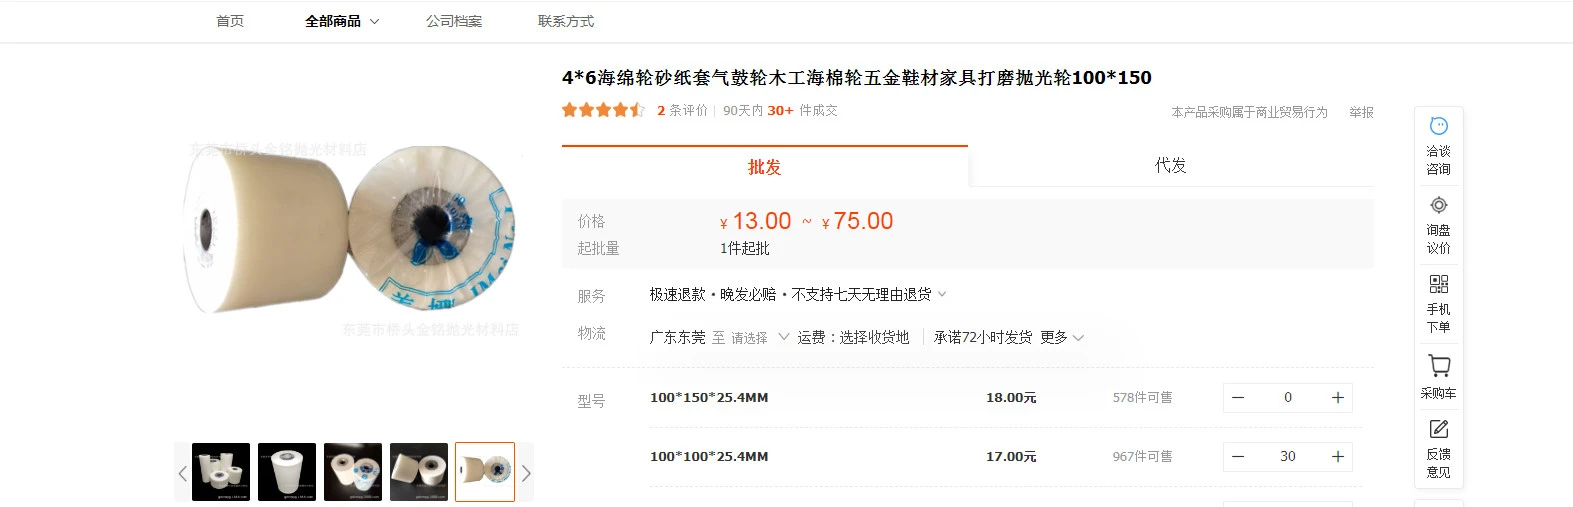 首页 全部商品 公司档案 联系方式
4*6海绵轮砂纸套气鼓轮木工海棉轮五金鞋材家具打磨抛光轮100*150
2 条评价 90天内 30+ 件成交 本产品采购属于商业贸易行为 举报
批发 代发
价格 ¥ 13.00 ~ ¥ 75.00
起批量 1件起批
服务 极速退款 • 晚发必赔 • 不支持七天无理由退货
物流 广东东莞 至 请选择 运费：选择收货地 承诺72小时发货 更多
型号 100*150*25.4MM 18.00元 578件可售 − 0 +
100*100*25.4MM 17.00元 967件可售 − 30 +
东莞市桥头金铭抛光材料店
东莞市桥头金铭抛光材料店
洽谈
咨询
询盘
议价
手机
下单
采购车
反馈
意见